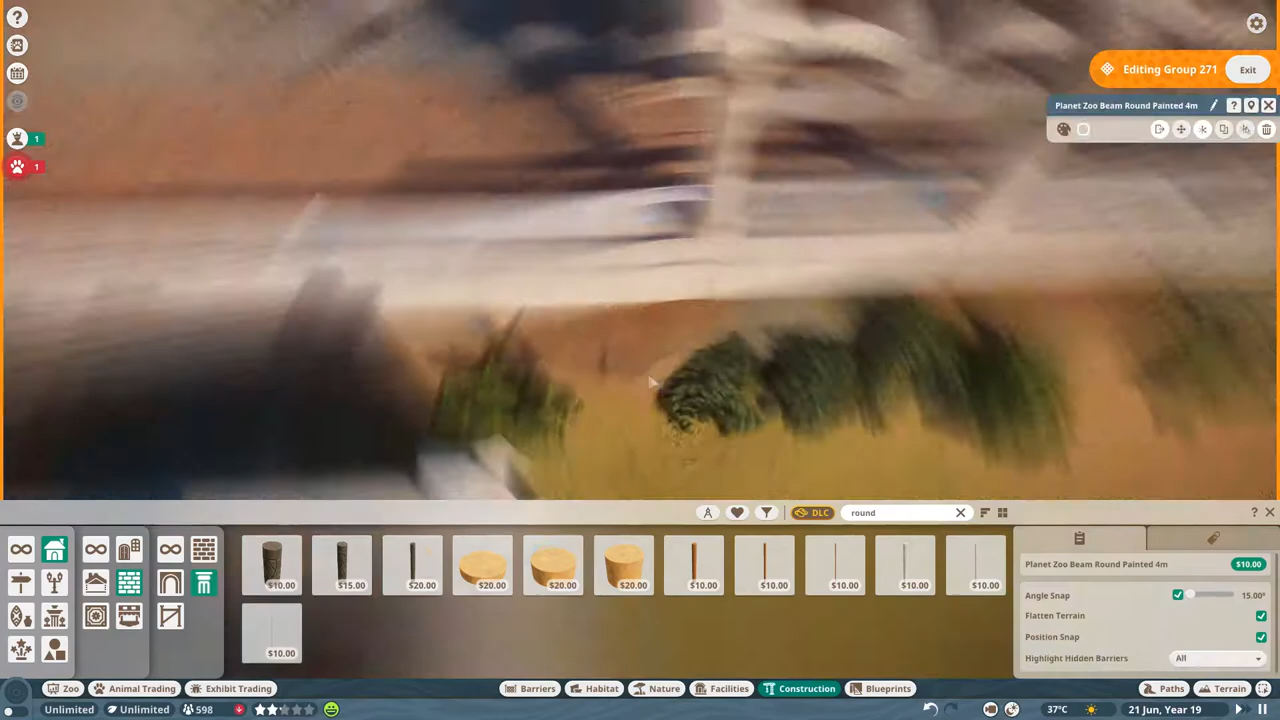 ?
Editing Group 271 Exit
Planet Zoo Beam Round Painted 4m ?
1
1
DLC round ?
$10.00 $15.00 $20.00 $20.00 $20.00 $20.00 $10.00 $10.00 $10.00 $10.00 $10.00
$10.00
Planet Zoo Beam Round Painted 4m $10.00
Angle Snap 15.00°
Flatten Terrain
Position Snap
Highlight Hidden Barriers All
Zoo Animal Trading Exhibit Trading Barriers Habitat Nature Facilities Construction Blueprints Paths Terrain
Unlimited Unlimited 598 37°C 21 Jun, Year 19